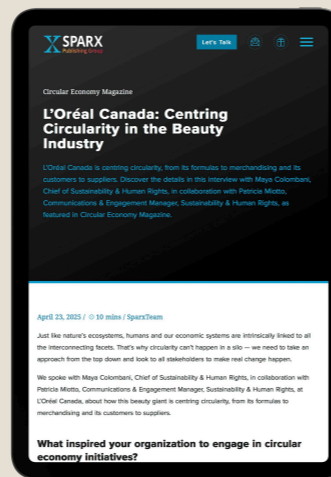 SPARX
Publishing Group
Let's Talk
Circular Economy Magazine
L'Oréal Canada: Centring
Circularity in the Beauty
Industry
L'Oréal Canada is centring circularity, from its formulas to merchandising and its
customers to suppliers. Discover the details in this interview with Maya Colombani,
Chief of Sustainability & Human Rights, in collaboration with Patricia Miotto,
Communications & Engagement Manager, Sustainability & Human Rights, as
featured in Circular Economy Magazine.
April 23, 2025 / 10 mins / SparxTeam
Just like nature's ecosystems, humans and our economic systems are intrinsically linked to all
the interconnecting facets. That's why circularity can't happen in a silo — we need to take an
approach from the top down and look to all stakeholders to make real change happen.
We spoke with Maya Colombani, Chief of Sustainability & Human Rights, in collaboration with
Patricia Miotto, Communications & Engagement Manager, Sustainability & Human Rights, at
L'Oréal Canada, about how this beauty giant is centring circularity, from its formulas to
merchandising and its customers to suppliers.
What inspired your organization to engage in circular
economy initiatives?